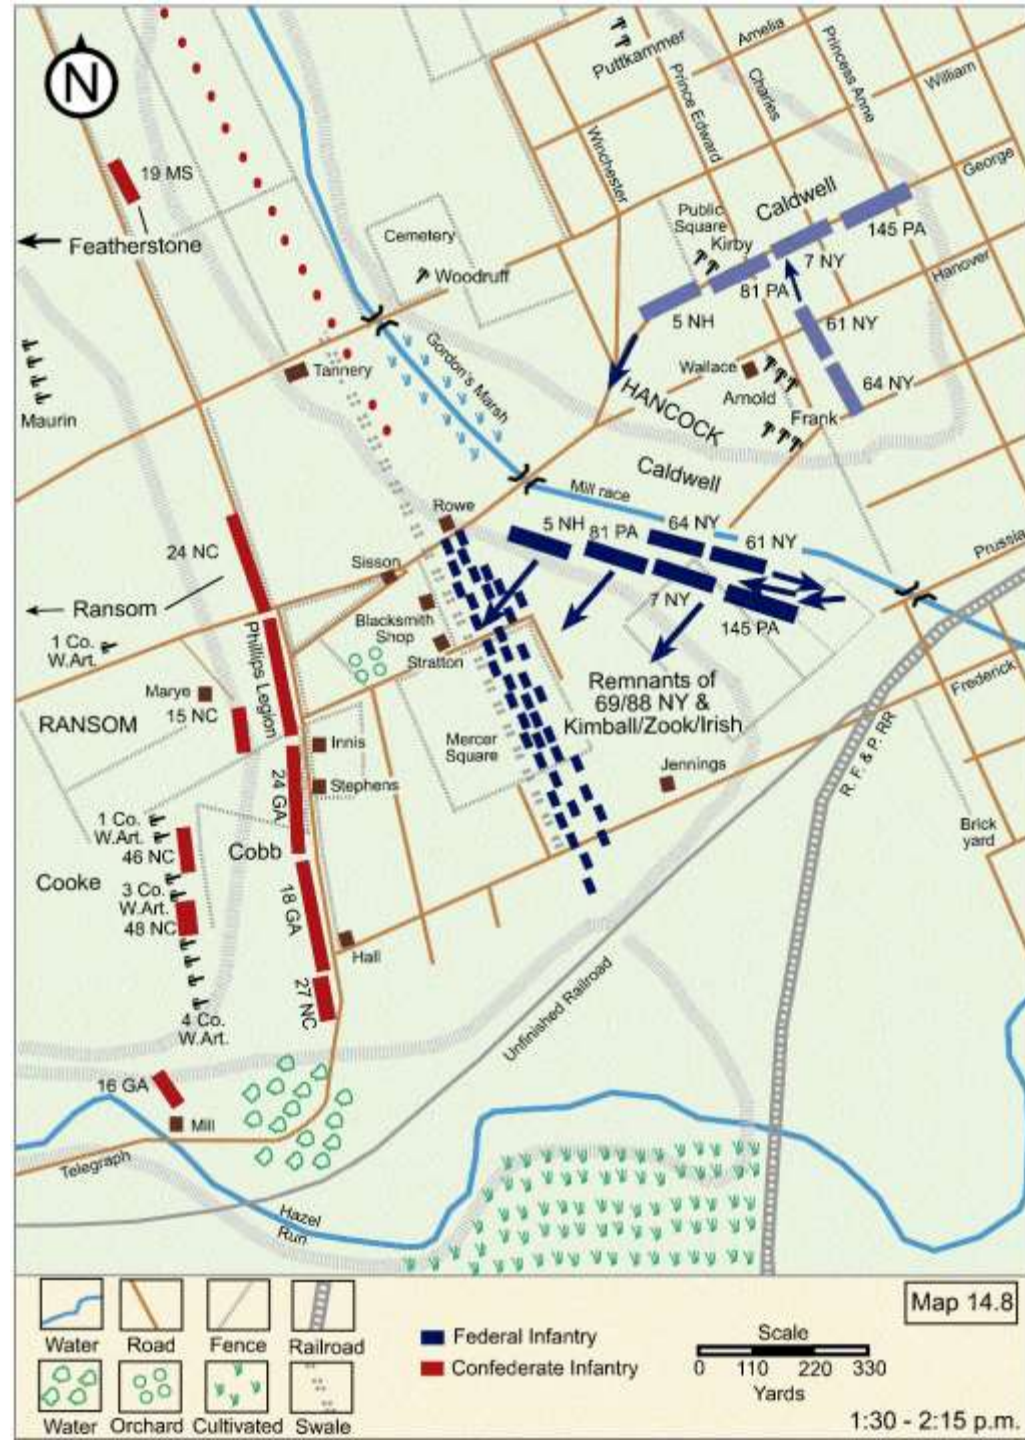 N
Puttkammer
Amelia
Princess Anne
William
Charles
Prince Edward
Winchester
George
19 MS
Featherstone
Cemetery
Woodruff
Public
Square
Caldwell
Kirby
145 PA
7 NY
Hanover
81 PA
5 NH
61 NY
Tannery
Gordon's Marsh
Wallace
Arnold
64 NY
HANCOCK
Frank
Maurin
Caldwell
Mill race
Rowe
5 NH
81 PA
64 NY
61 NY
Prussia
24 NC
Sisson
Ransom
Blacksmith
Shop
7 NY
145 PA
1 Co.
W.Art.
Phillips Legion
Stratton
Marye
Remnants of
69/88 NY &
Kimball/Zook/Irish
Frederick
15 NC
RANSOM
Innis
Mercer
Square
R. F. & P. RR
Jennings
24 GA
Stephens
1 Co.
W.Art.
46 NC
Cobb
Brick
yard
Cooke
3 Co.
W.Art.
48 NC
18 GA
Hall
27 NC
Unfinished Railroad
4 Co.
W.Art.
16 GA
Mill
Telegraph
Hazel
Run
Water
Road
Fence
Railroad
Water
Orchard
Cultivated
Swale
Federal Infantry
Confederate Infantry
Scale
0 110 220 330
Yards
Map 14.8
1:30 - 2:15 p.m.